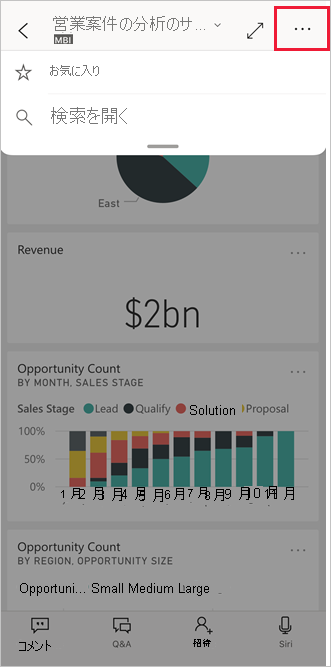 営業案件の分析のサ...
MBI
お気に入り
検索を開く
East
Revenue
$2bn
Opportunity Count
BY MONTH, SALES STAGE
Sales Stage Lead Qualify Solution Proposal
100%
50%
0%
1 月2 月3 月4 月5 月6 月7 月8 月9 月10 月11 月
Opportunity Count
BY REGION, OPPORTUNITY SIZE
Opportuni... Small Medium Large
コメント Q&A 招待 Siri